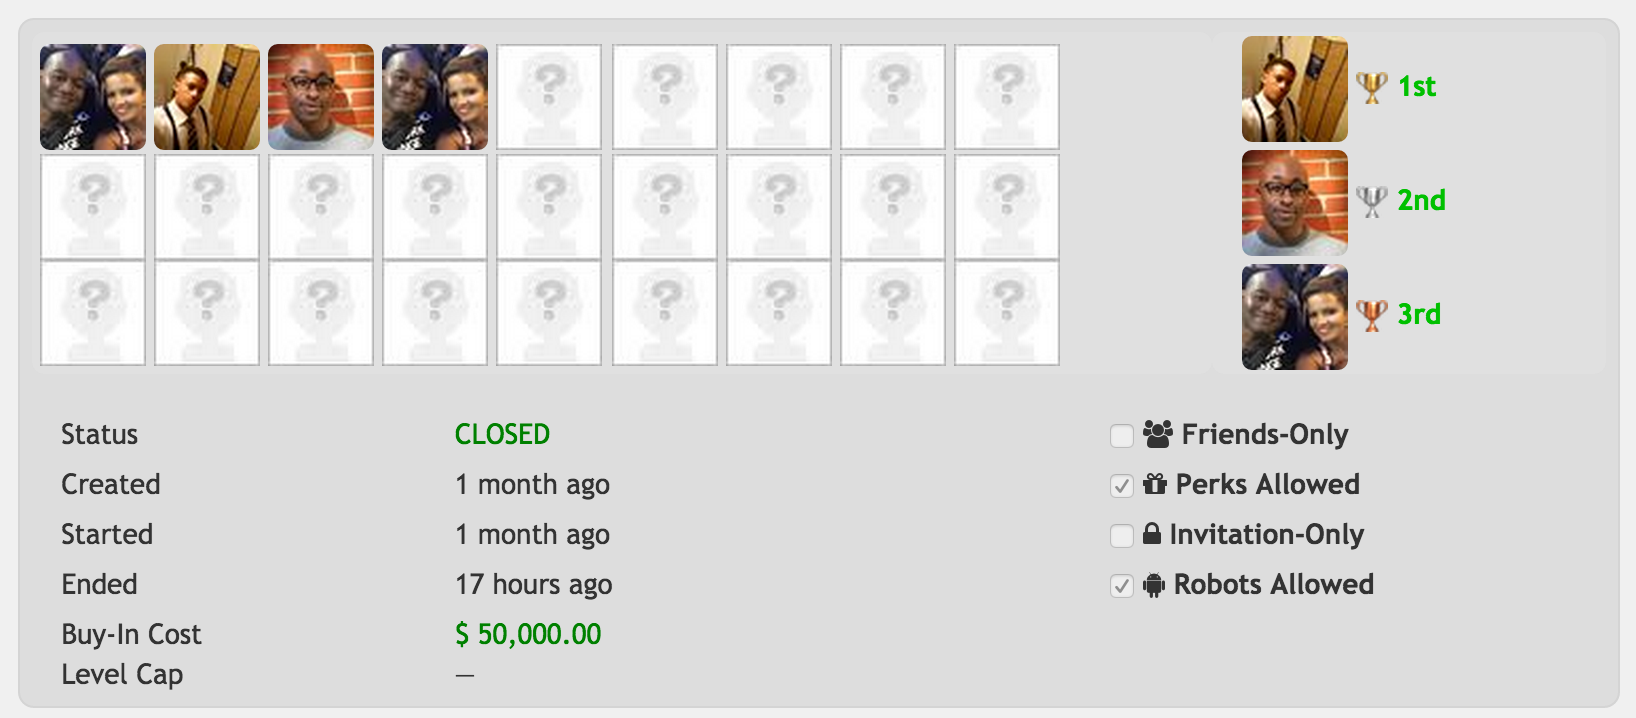 1st
2nd
3rd
Status CLOSED Friends-Only
Created 1 month ago Perks Allowed
Started 1 month ago Invitation-Only
Ended 17 hours ago Robots Allowed
Buy-In Cost $ 50,000.00
Level Cap —